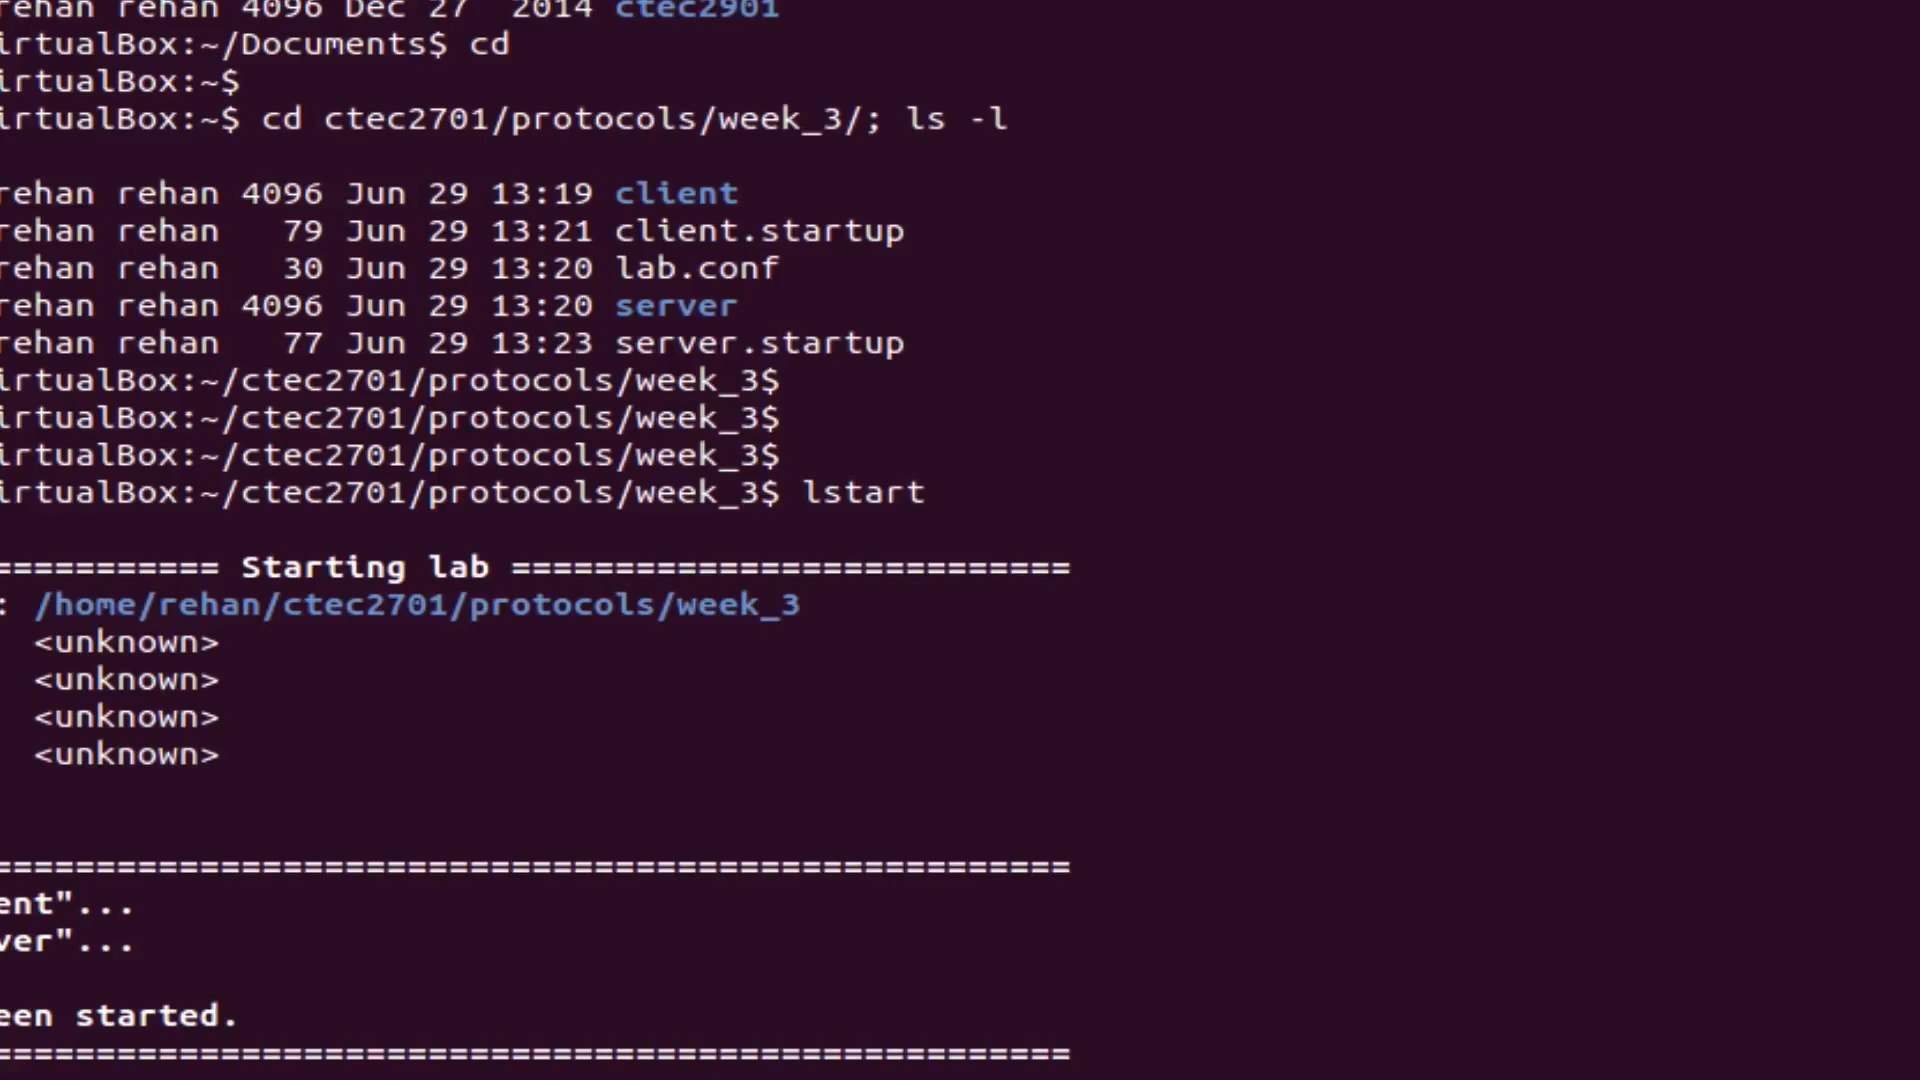 rehan rehan 4096 Dec 27  2014 ctec2901
irtualBox:~/Documents$ cd
irtualBox:~$
irtualBox:~$ cd ctec2701/protocols/week_3/; ls -l
rehan rehan 4096 Jun 29 13:19 client
rehan rehan   79 Jun 29 13:21 client.startup
rehan rehan   30 Jun 29 13:20 lab.conf
rehan rehan 4096 Jun 29 13:20 server
rehan rehan   77 Jun 29 13:23 server.startup
irtualBox:~/ctec2701/protocols/week_3$
irtualBox:~/ctec2701/protocols/week_3$
irtualBox:~/ctec2701/protocols/week_3$
irtualBox:~/ctec2701/protocols/week_3$ lstart
=========== Starting lab ===========================
: /home/rehan/ctec2701/protocols/week_3
<unknown>
<unknown>
<unknown>
<unknown>
====================================================
ent"...
ver"...
een started.
====================================================